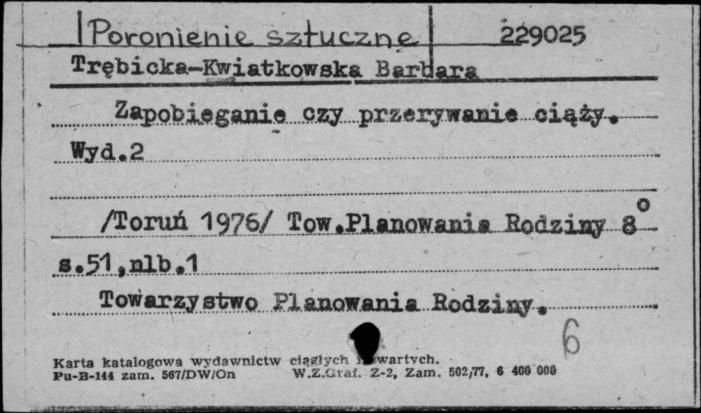 Poronienie sztuczne 229025
Trębicka-Kwiatkowska Barbara
Zapobieganie czy przerywanie ciąży.
Wyd.2
/Toruń 1976/ Tow.Planowania Rodziny 8°
s.51,nlb.1
Towarzystwo Planowania Rodziny.
6
Karta katalogowa wydawnictw ciągłych wartych.
Pu-B-144 zam. 567/DW/On W.Z.Graf. Z-2, Zam. 502/77, 6 400 000